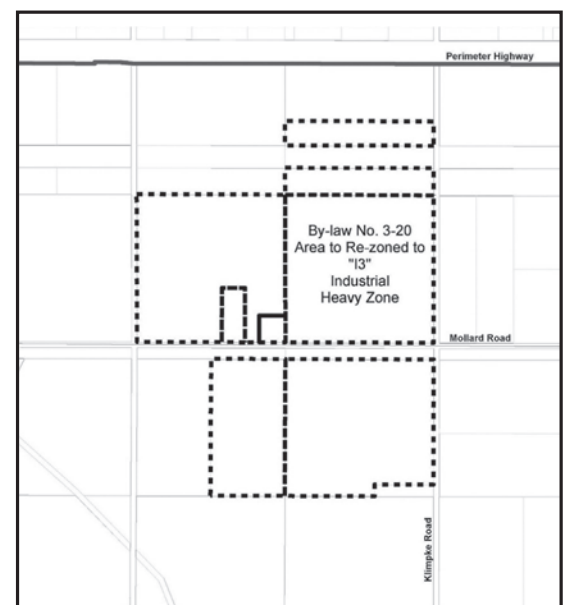 Perimeter Highway
By-law No. 3-20
Area to Re-zoned to
"I3"
Industrial
Heavy Zone
Mollard Road
Klimpke Road